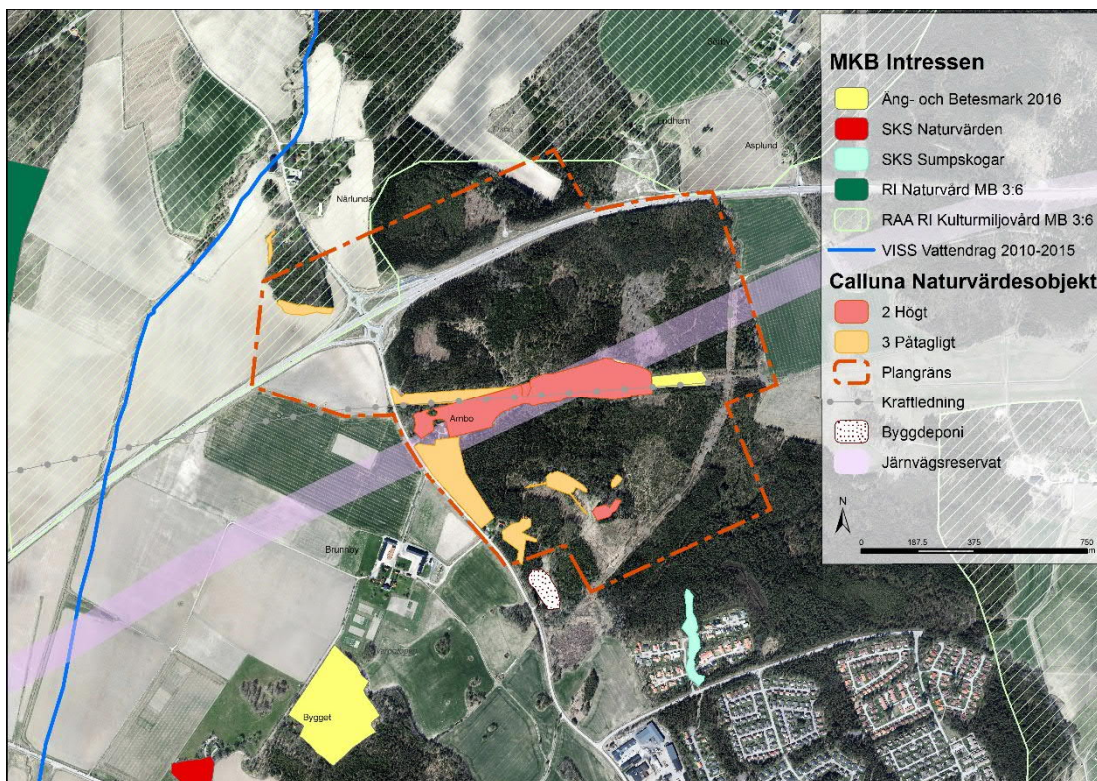 MKB Intressen
Äng- och Betesmark 2016
SKS Naturvärden
SKS Sumpskogar
RI Naturvård MB 3:6
RAA RI Kulturmiljövård MB 3:6
VISS Vattendrag 2010-2015
Calluna Naturvärdesobjekt
2 Högt
3 Påtagligt
Plangräns
Kraftledning
Byggdeponi
Järnvägsreservat
N
0 187.5 375 750
m
Säby
Asplund
Närlunda
Ambo
Brunnby
Bygget